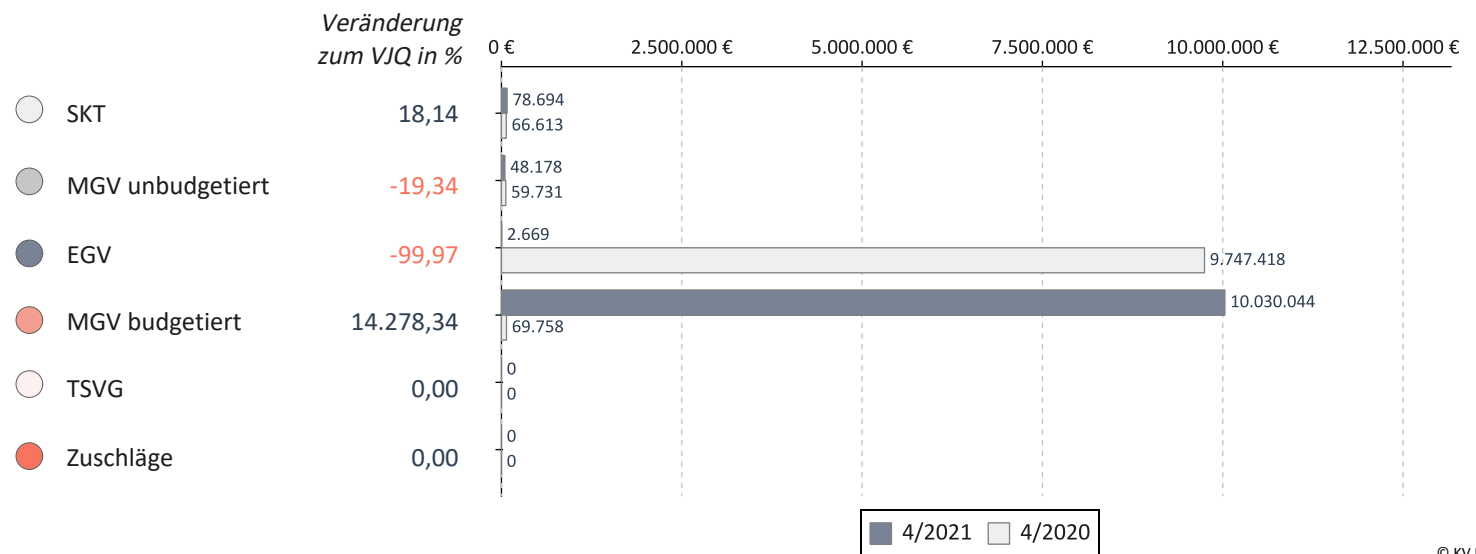 Veränderung
zum VJQ in %
0 € 2.500.000 € 5.000.000 € 7.500.000 € 10.000.000 € 12.500.000 €
SKT 18,14 78.694
66.613
MGV unbudgetiert -19,34 48.178
59.731
EGV -99,97 2.669
9.747.418
MGV budgetiert 14.278,34 10.030.044
69.758
TSVG 0,00 0
0
Zuschläge 0,00 0
0
4/2021 4/2020
© KV